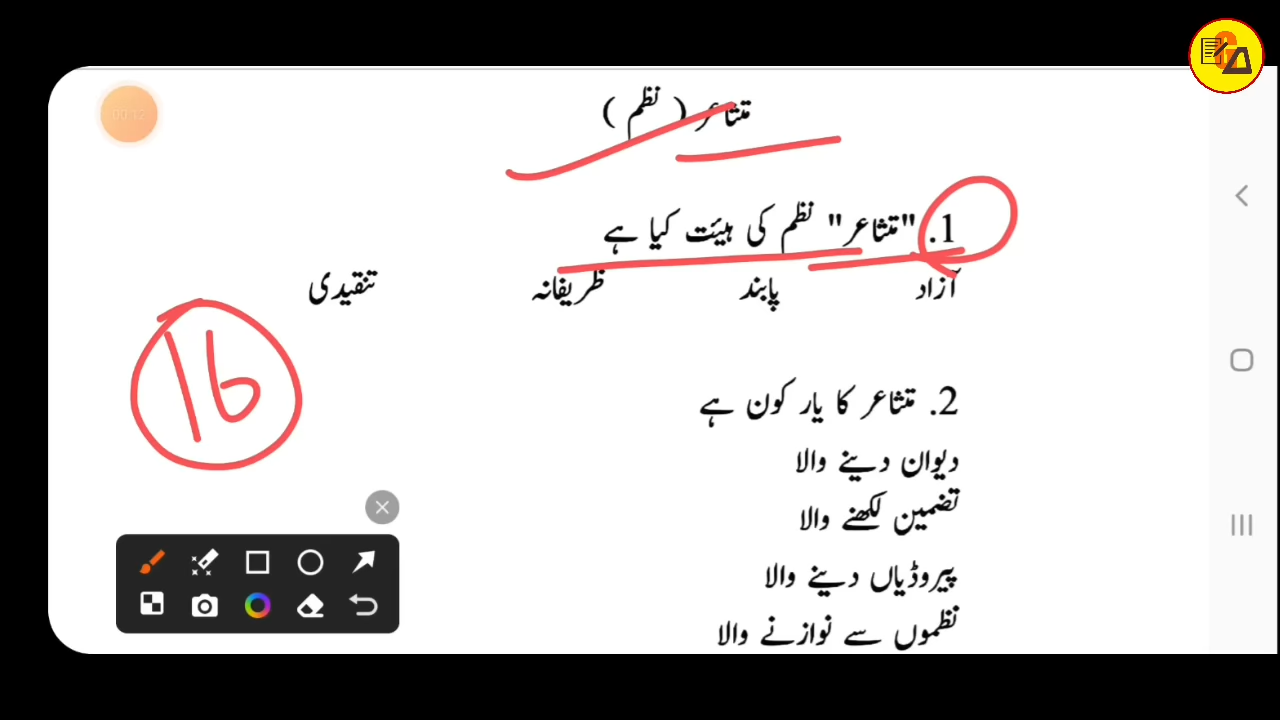 متشاعر ( نظم )
1. "متشاعر" نظم کی ہیئت کیا ہے
آزاد پابند ظریفانہ تنقیدی
16
2. متشاعر کا یار کون ہے
دیوان دینے والا
تضمین لکھنے والا
پیروڈیاں دینے والا
نظموں سے نوازنے والا